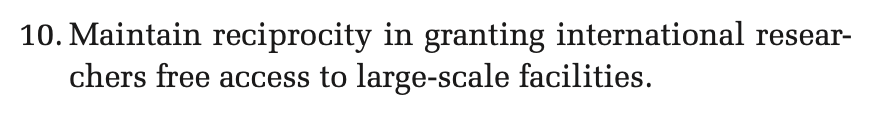 10. Maintain reciprocity in granting international resear-
chers free access to large-scale facilities.